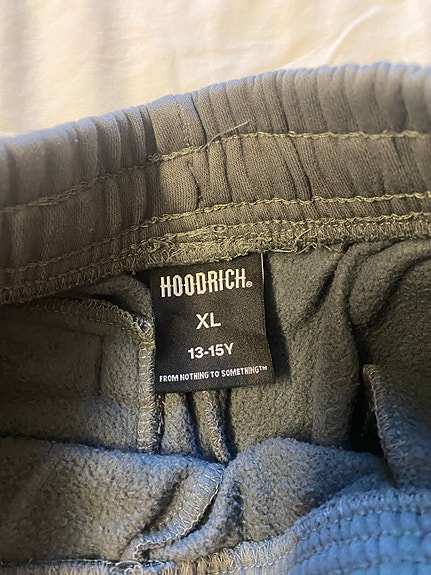 HOODRICH®
XL
13-15Y
FROM NOTHING TO SOMETHING™